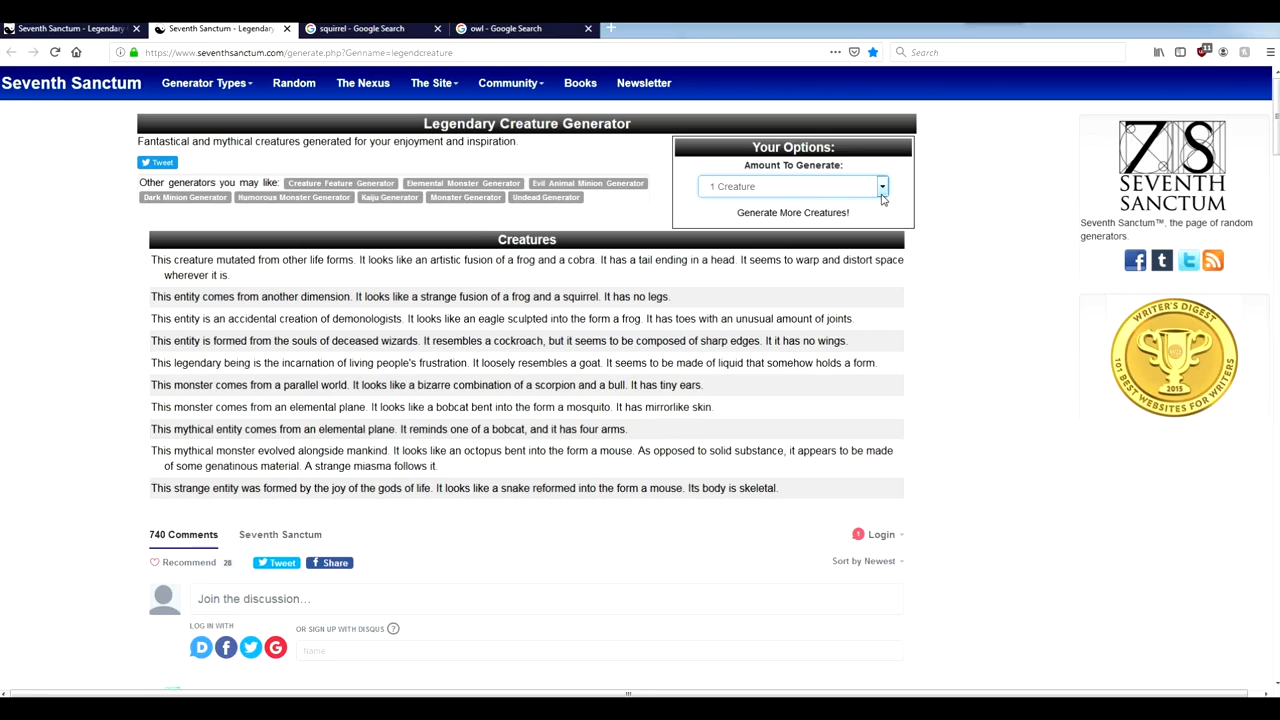 Seventh Sanctum - Legendary
Seventh Sanctum - Legendary
squirrel - Google Search
owl - Google Search
https://www.seventhsanctum.com/generate.php?Genname=legendcreature
Search
11
Seventh Sanctum
Generator Types
Random
The Nexus
The Site
Community
Books
Newsletter
Legendary Creature Generator
Fantastical and mythical creatures generated for your enjoyment and inspiration.
Tweet
Other generators you may like: Creature Feature Generator Elemental Monster Generator Evil Animal Minion Generator
Dark Minion Generator Humorous Monster Generator Kaiju Generator Monster Generator Undead Generator
Your Options:
Amount To Generate:
1 Creature
Generate More Creatures!
Creatures
This creature mutated from other life forms. It looks like an artistic fusion of a frog and a cobra. It has a tail ending in a head. It seems to warp and distort space
wherever it is.
This entity comes from another dimension. It looks like a strange fusion of a frog and a squirrel. It has no legs.
This entity is an accidental creation of demonologists. It looks like an eagle sculpted into the form a frog. It has toes with an unusual amount of joints.
This entity is formed from the souls of deceased wizards. It resembles a cockroach, but it seems to be composed of sharp edges. It it has no wings.
This legendary being is the incarnation of living people's frustration. It loosely resembles a goat. It seems to be made of liquid that somehow holds a form.
This monster comes from a parallel world. It looks like a bizarre combination of a scorpion and a bull. It has tiny ears.
This monster comes from an elemental plane. It looks like a bobcat bent into the form a mosquito. It has mirrorlike skin.
This mythical entity comes from an elemental plane. It reminds one of a bobcat, and it has four arms.
This mythical monster evolved alongside mankind. It looks like an octopus bent into the form a mouse. As opposed to solid substance, it appears to be made
of some genatinous material. A strange miasma follows it.
This strange entity was formed by the joy of the gods of life. It looks like a snake reformed into the form a mouse. Its body is skeletal.
740 Comments
Seventh Sanctum
1 Login
Recommend 28
Tweet
Share
Sort by Newest
Join the discussion…
LOG IN WITH
OR SIGN UP WITH DISQUS ?
D
f
G
Name
7S
SEVENTH
SANCTUM
Seventh Sanctum™, the page of random
generators.
f t
WRITER'S DIGEST
101 BEST WEBSITES FOR WRITERS
2015